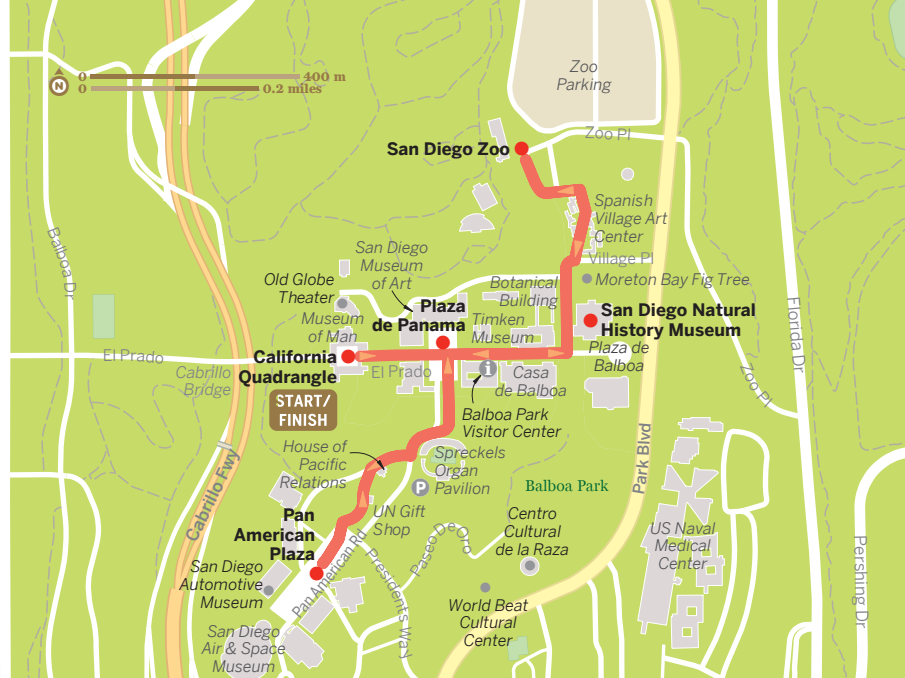 0
400 m
N
0
0.2 miles
Zoo
Parking
Zoo Pl
San Diego Zoo
Spanish
Village Art
Center
Village Pl
Balboa Dr
San Diego
Museum
of Art
Old Globe
Theater
Botanical
Building
Moreton Bay Fig Tree
Plaza
de Panama
Museum
of Man
Timken
Museum
San Diego Natural
History Museum
Florida Dr
El Prado
California
Quadrangle
Plaza de
Balboa
Cabrillo
Bridge
El Prado
i
Casa
de Balboa
Zoo Pl
START/
FINISH
Balboa Park
Visitor Center
House of
Pacific
Relations
Spreckels
Organ
Pavilion
Park Blvd
Cabrillo Fwy
P
Balboa Park
Pan
American
Plaza
UN Gift
Shop
Centro
Cultural
de la Raza
US Naval
Medical
Center
Paseo De Oro
Pan American Rd
Presidents Way
Pershing Dr
San Diego
Automotive
Museum
World Beat
Cultural
Center
San Diego
Air & Space
Museum